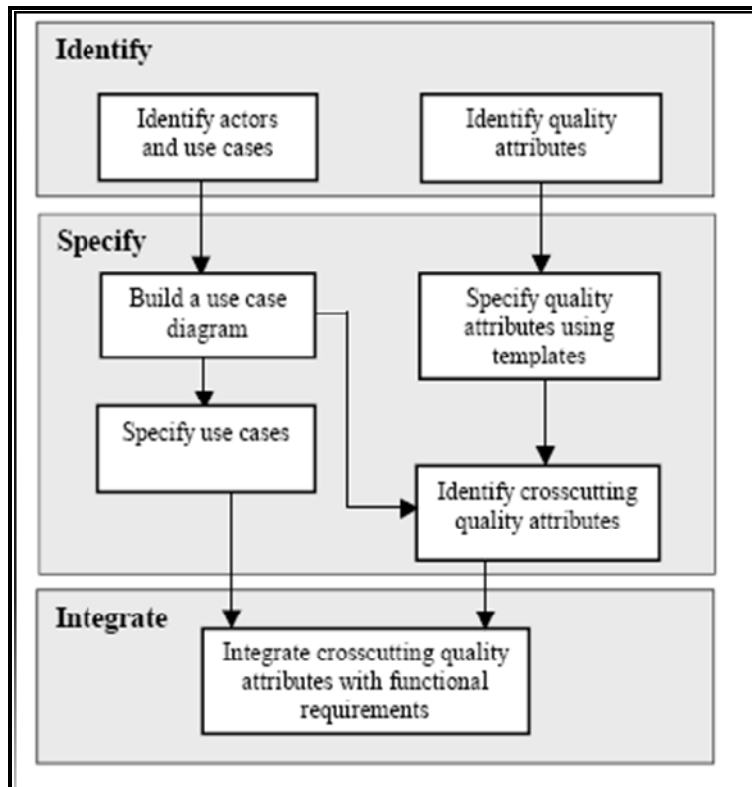 Identify
Identify actors
and use cases
Identify quality
attributes
Specify
Build a use case
diagram
Specify quality
attributes using
templates
Specify use cases
Identify crosscutting
quality attributes
Integrate
Integrate crosscutting quality
attributes with functional
requirements